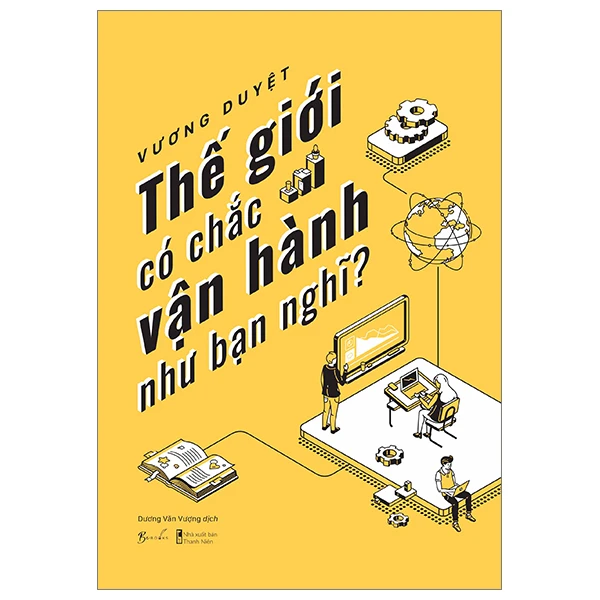 VƯƠNG DUYỆT
Thế giới
có chắc
vận hành
như bạn nghĩ?
Dương Văn Vượng dịch
Nhà xuất bản
Thanh Niên